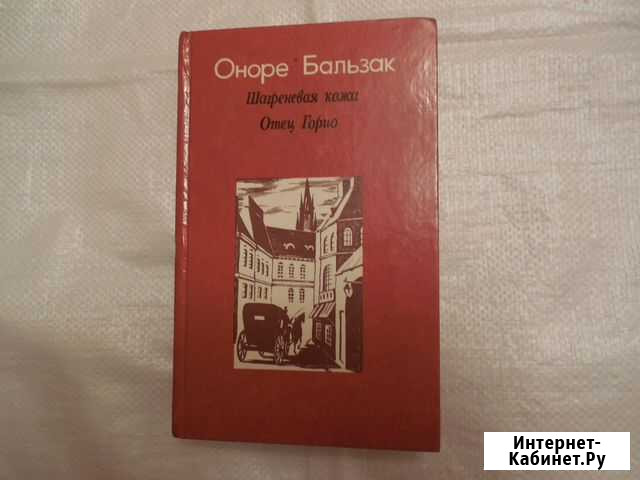 Оноре Бальзак
Шагреневая кожа
Отец Горио
Интернет-
Кабинет.Ру